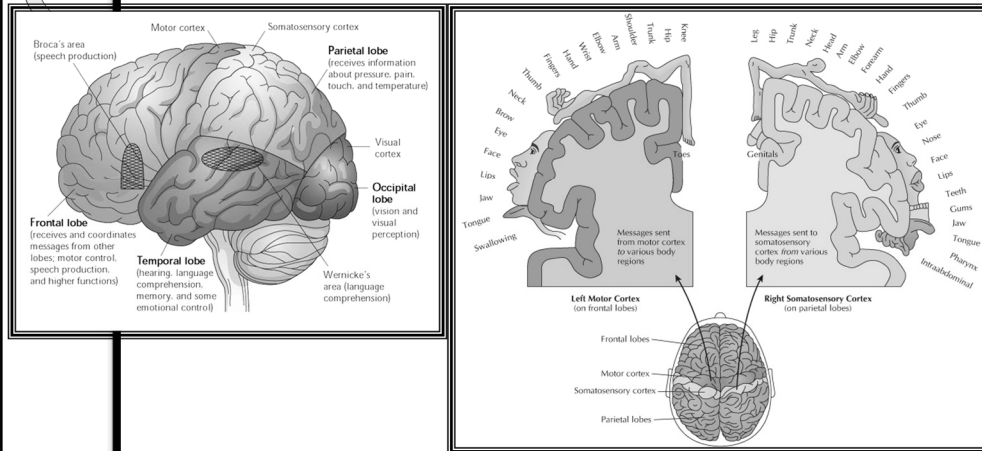 Motor cortex
Somatosensory cortex
Broca's area
(speech production)
Parietal lobe
(receives information
about pressure, pain,
touch, and temperature)
Visual
cortex
Occipital
lobe
(vision and
visual
perception)
Frontal lobe
(receives and coordinates
messages from other
lobes; motor control,
speech production,
and higher functions)
Temporal lobe
(hearing, language
comprehension,
memory, and some
emotional control)
Wernicke's
area (language
comprehension)
Swallowing
Tongue
Jaw
Lips
Face
Eye
Brow
Neck
Thumb
Fingers
Hand
Wrist
Elbow
Arm
Shoulder
Trunk
Hip
Knee
Toes
Messages sent
from motor cortex
to various body
regions
Left Motor Cortex
(on frontal lobes)
Leg
Hip
Trunk
Neck
Head
Arm
Elbow
Forearm
Hand
Fingers
Thumb
Eye
Nose
Face
Lips
Teeth
Gums
Jaw
Tongue
Pharynx
Intraabdominal
Genitals
Messages sent to
somatosensory
cortex from various
body regions
Right Somatosensory Cortex
(on parietal lobes)
Frontal lobes
Motor cortex
Somatosensory cortex
Parietal lobes